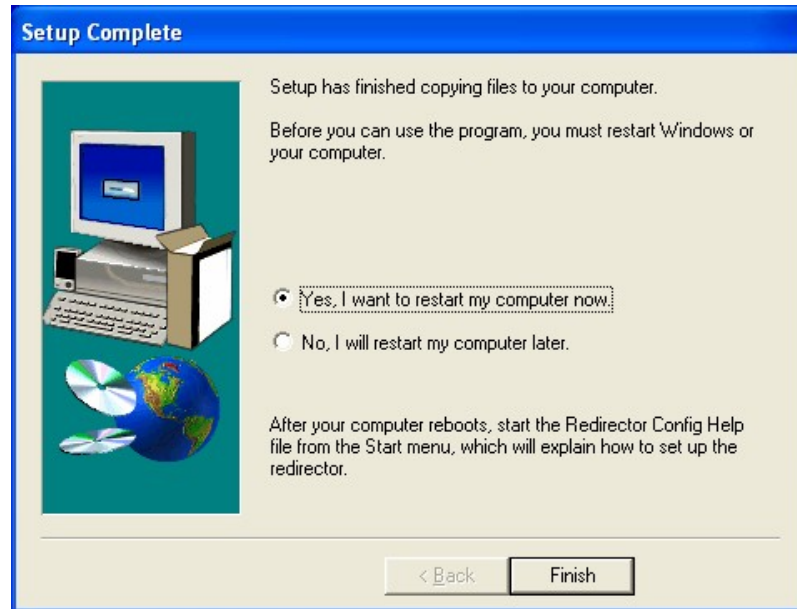 Setup Complete
Setup has finished copying files to your computer.
Before you can use the program, you must restart Windows or
your computer.
Yes, I want to restart my computer now.
No, I will restart my computer later.
After your computer reboots, start the Redirector Config Help
file from the Start menu, which will explain how to set up the
redirector.
< Back
Finish